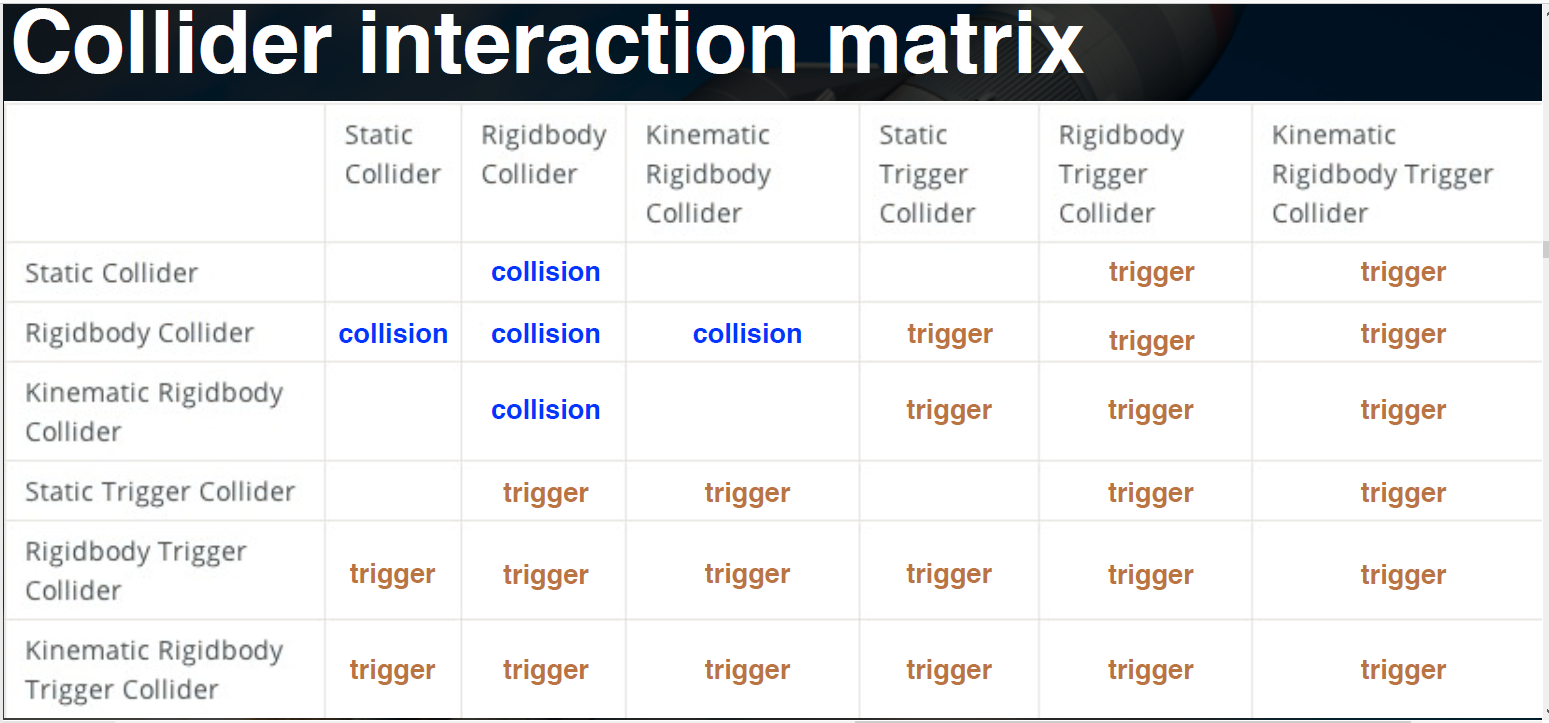 Collider interaction matrix
Static Collider
Rigidbody Collider
Kinematic Rigidbody Collider
Static Trigger Collider
Rigidbody Trigger Collider
Kinematic Rigidbody Trigger Collider
Static Collider collision trigger trigger
Rigidbody Collider collision collision collision trigger trigger trigger
Kinematic Rigidbody Collider collision trigger trigger trigger
Static Trigger Collider trigger trigger trigger trigger
Rigidbody Trigger Collider trigger trigger trigger trigger trigger trigger
Kinematic Rigidbody Trigger Collider trigger trigger trigger trigger trigger trigger